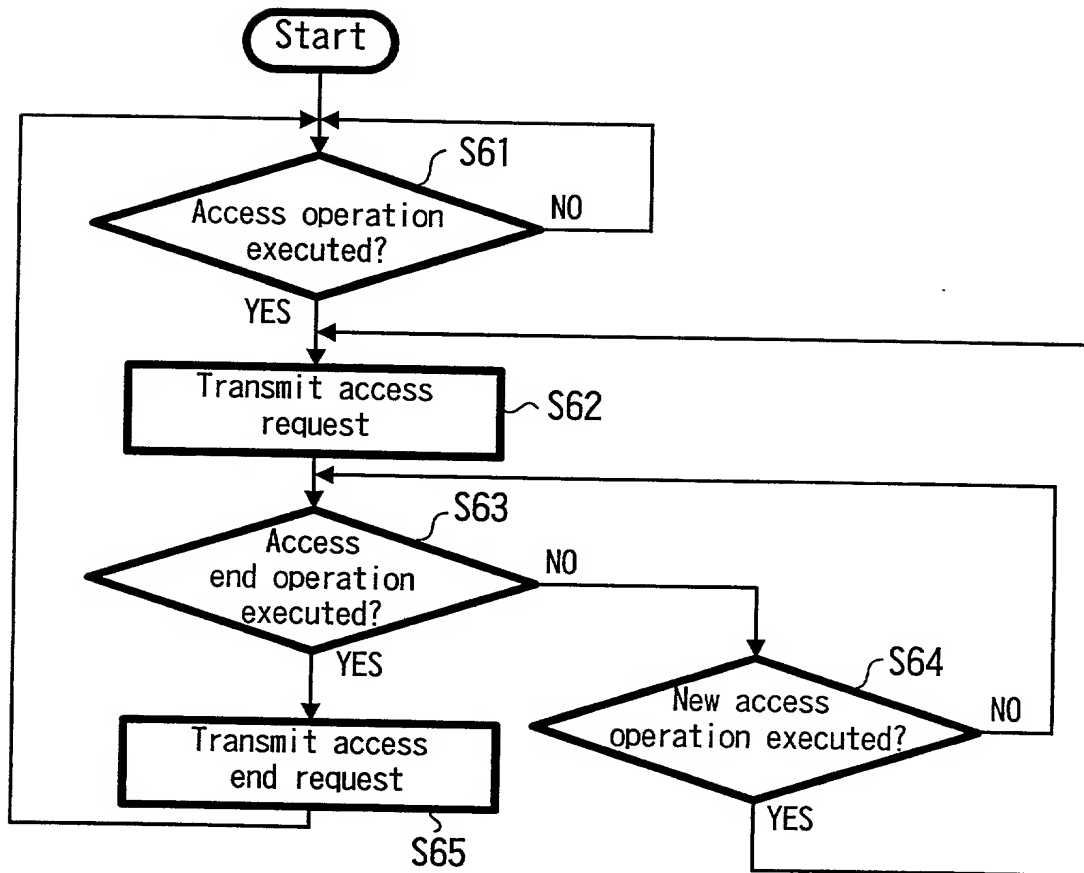 Start
S61
Access operation
executed?
NO
YES
Transmit access
request
S62
S63
Access
end operation
executed?
NO
YES
S64
New access
operation executed?
NO
YES
Transmit access
end request
S65